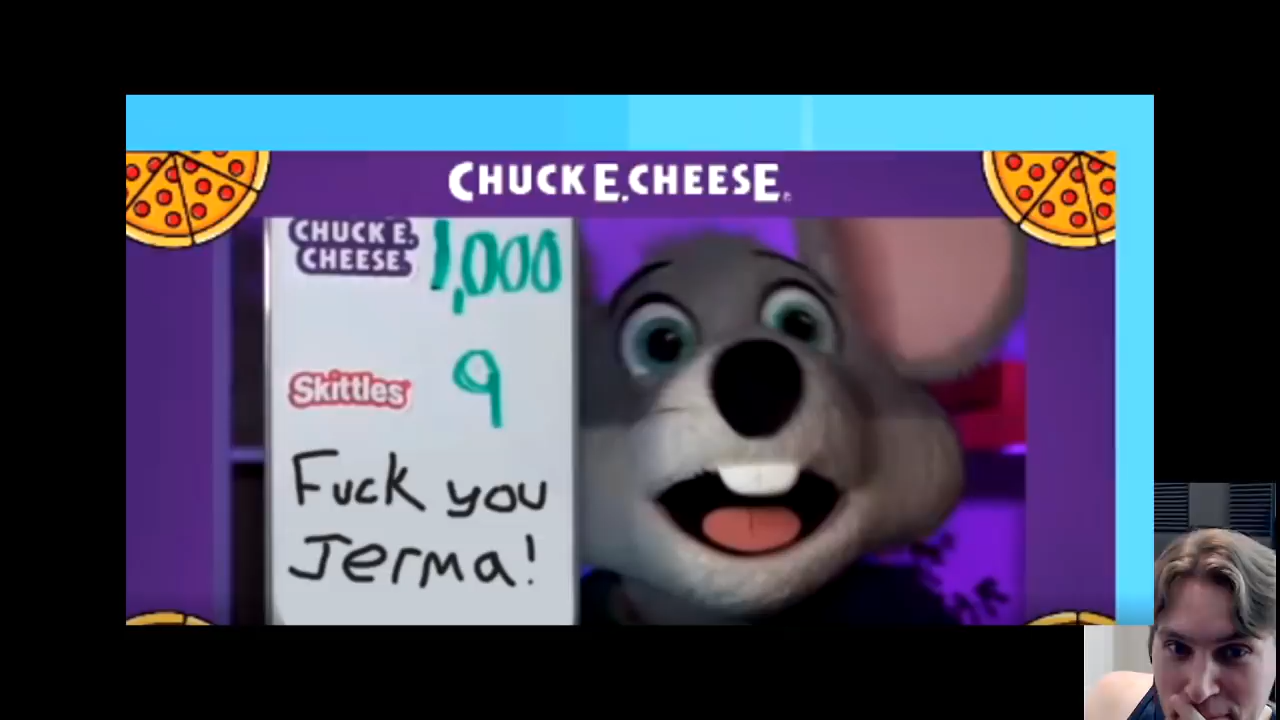 CHUCK E. CHEESE
CHUCK E.
CHEESE 1,000
Skittles 9
Fuck you
Jerma!